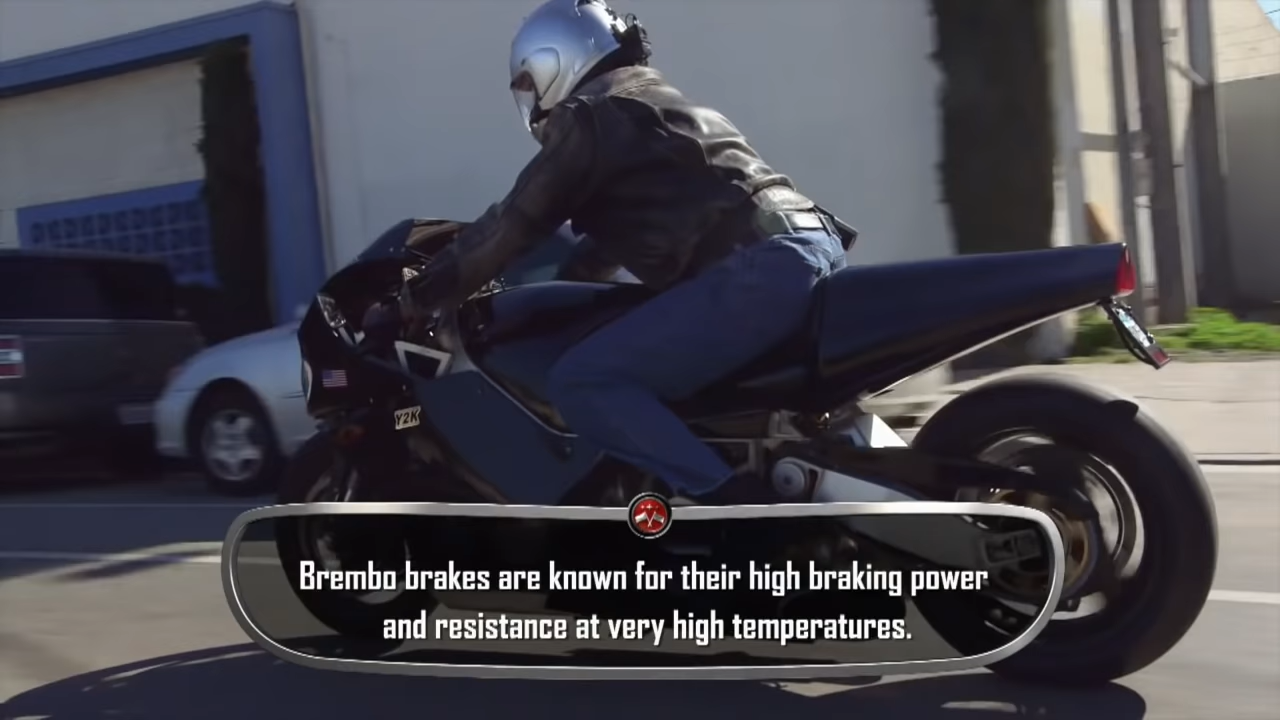 Y2K
Brembo brakes are known for their high braking power
and resistance at very high temperatures.